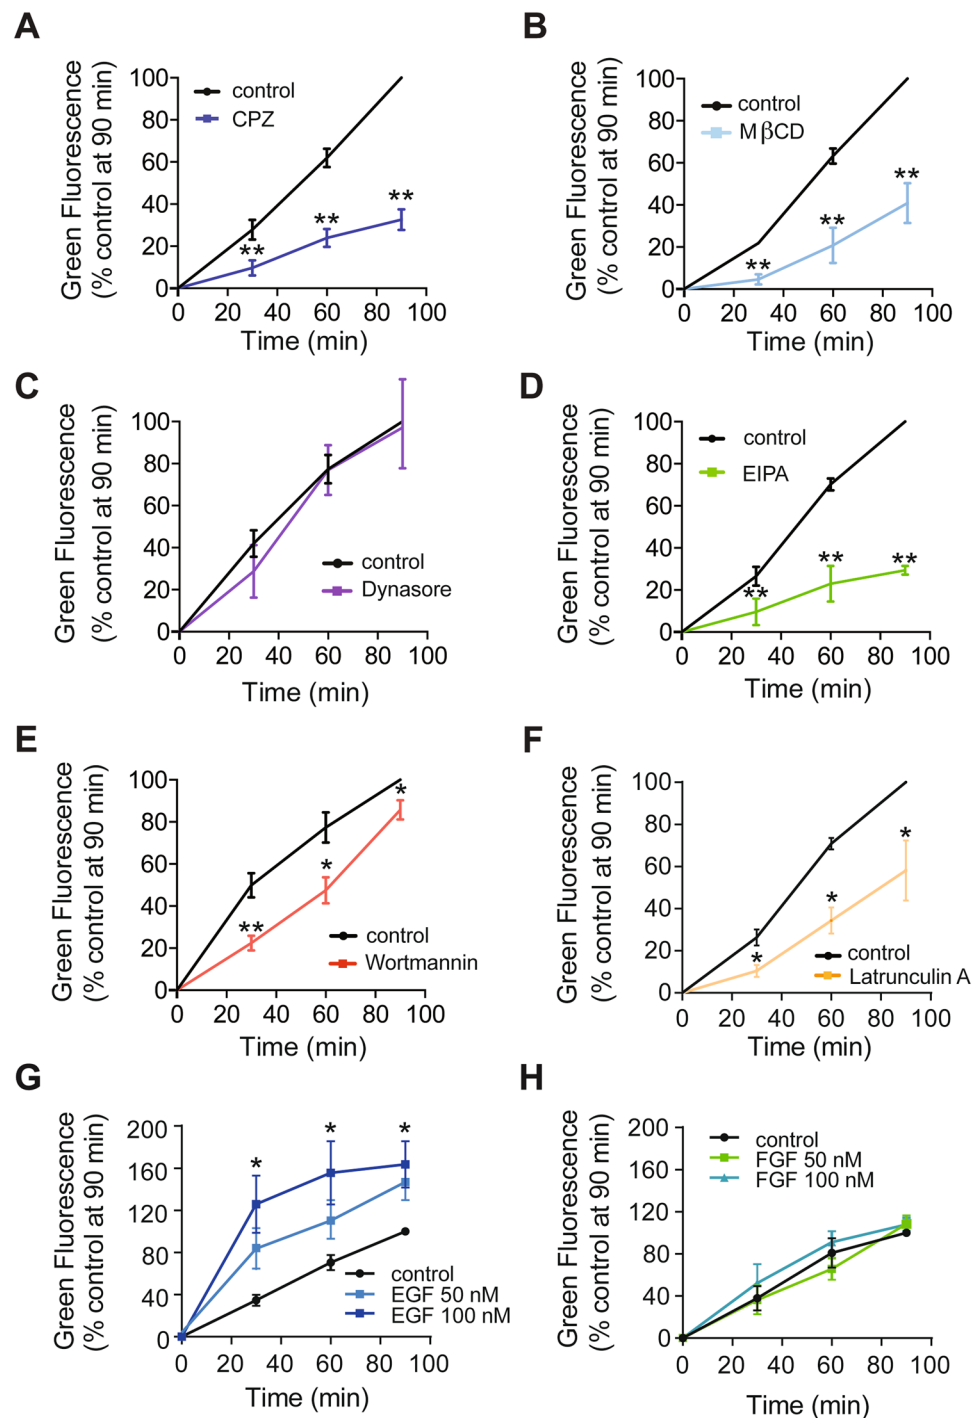 A
Green Fluorescence
(% control at 90 min)
100
80
60
40
20
0
control
CPZ
**
**
**
0 20 40 60 80 100
Time (min)
B
Green Fluorescence
(% control at 90 min)
100
80
60
40
20
0
control
MβCD
**
**
**
0 20 40 60 80 100
Time (min)
C
Green Fluorescence
(% control at 90 min)
100
80
60
40
20
0
control
Dynasore
0 20 40 60 80 100
Time (min)
D
Green Fluorescence
(% control at 90 min)
100
80
60
40
20
0
control
EIPA
**
**
**
0 20 40 60 80 100
Time (min)
E
Green Fluorescence
(% control at 90 min)
100
80
60
40
20
0
*
*
**
control
Wortmannin
0 20 40 60 80 100
Time (min)
F
Green Fluorescence
(% control at 90 min)
100
80
60
40
20
0
*
*
*
control
Latrunculin A
0 20 40 60 80 100
Time (min)
G
Green Fluorescence
(% control at 90 min)
200
160
120
80
40
0
*
*
*
control
EGF 50 nM
EGF 100 nM
0 20 40 60 80 100
Time (min)
H
Green Fluorescence
(% control at 90 min)
200
160
120
80
40
0
control
FGF 50 nM
FGF 100 nM
0 20 40 60 80 100
Time (min)